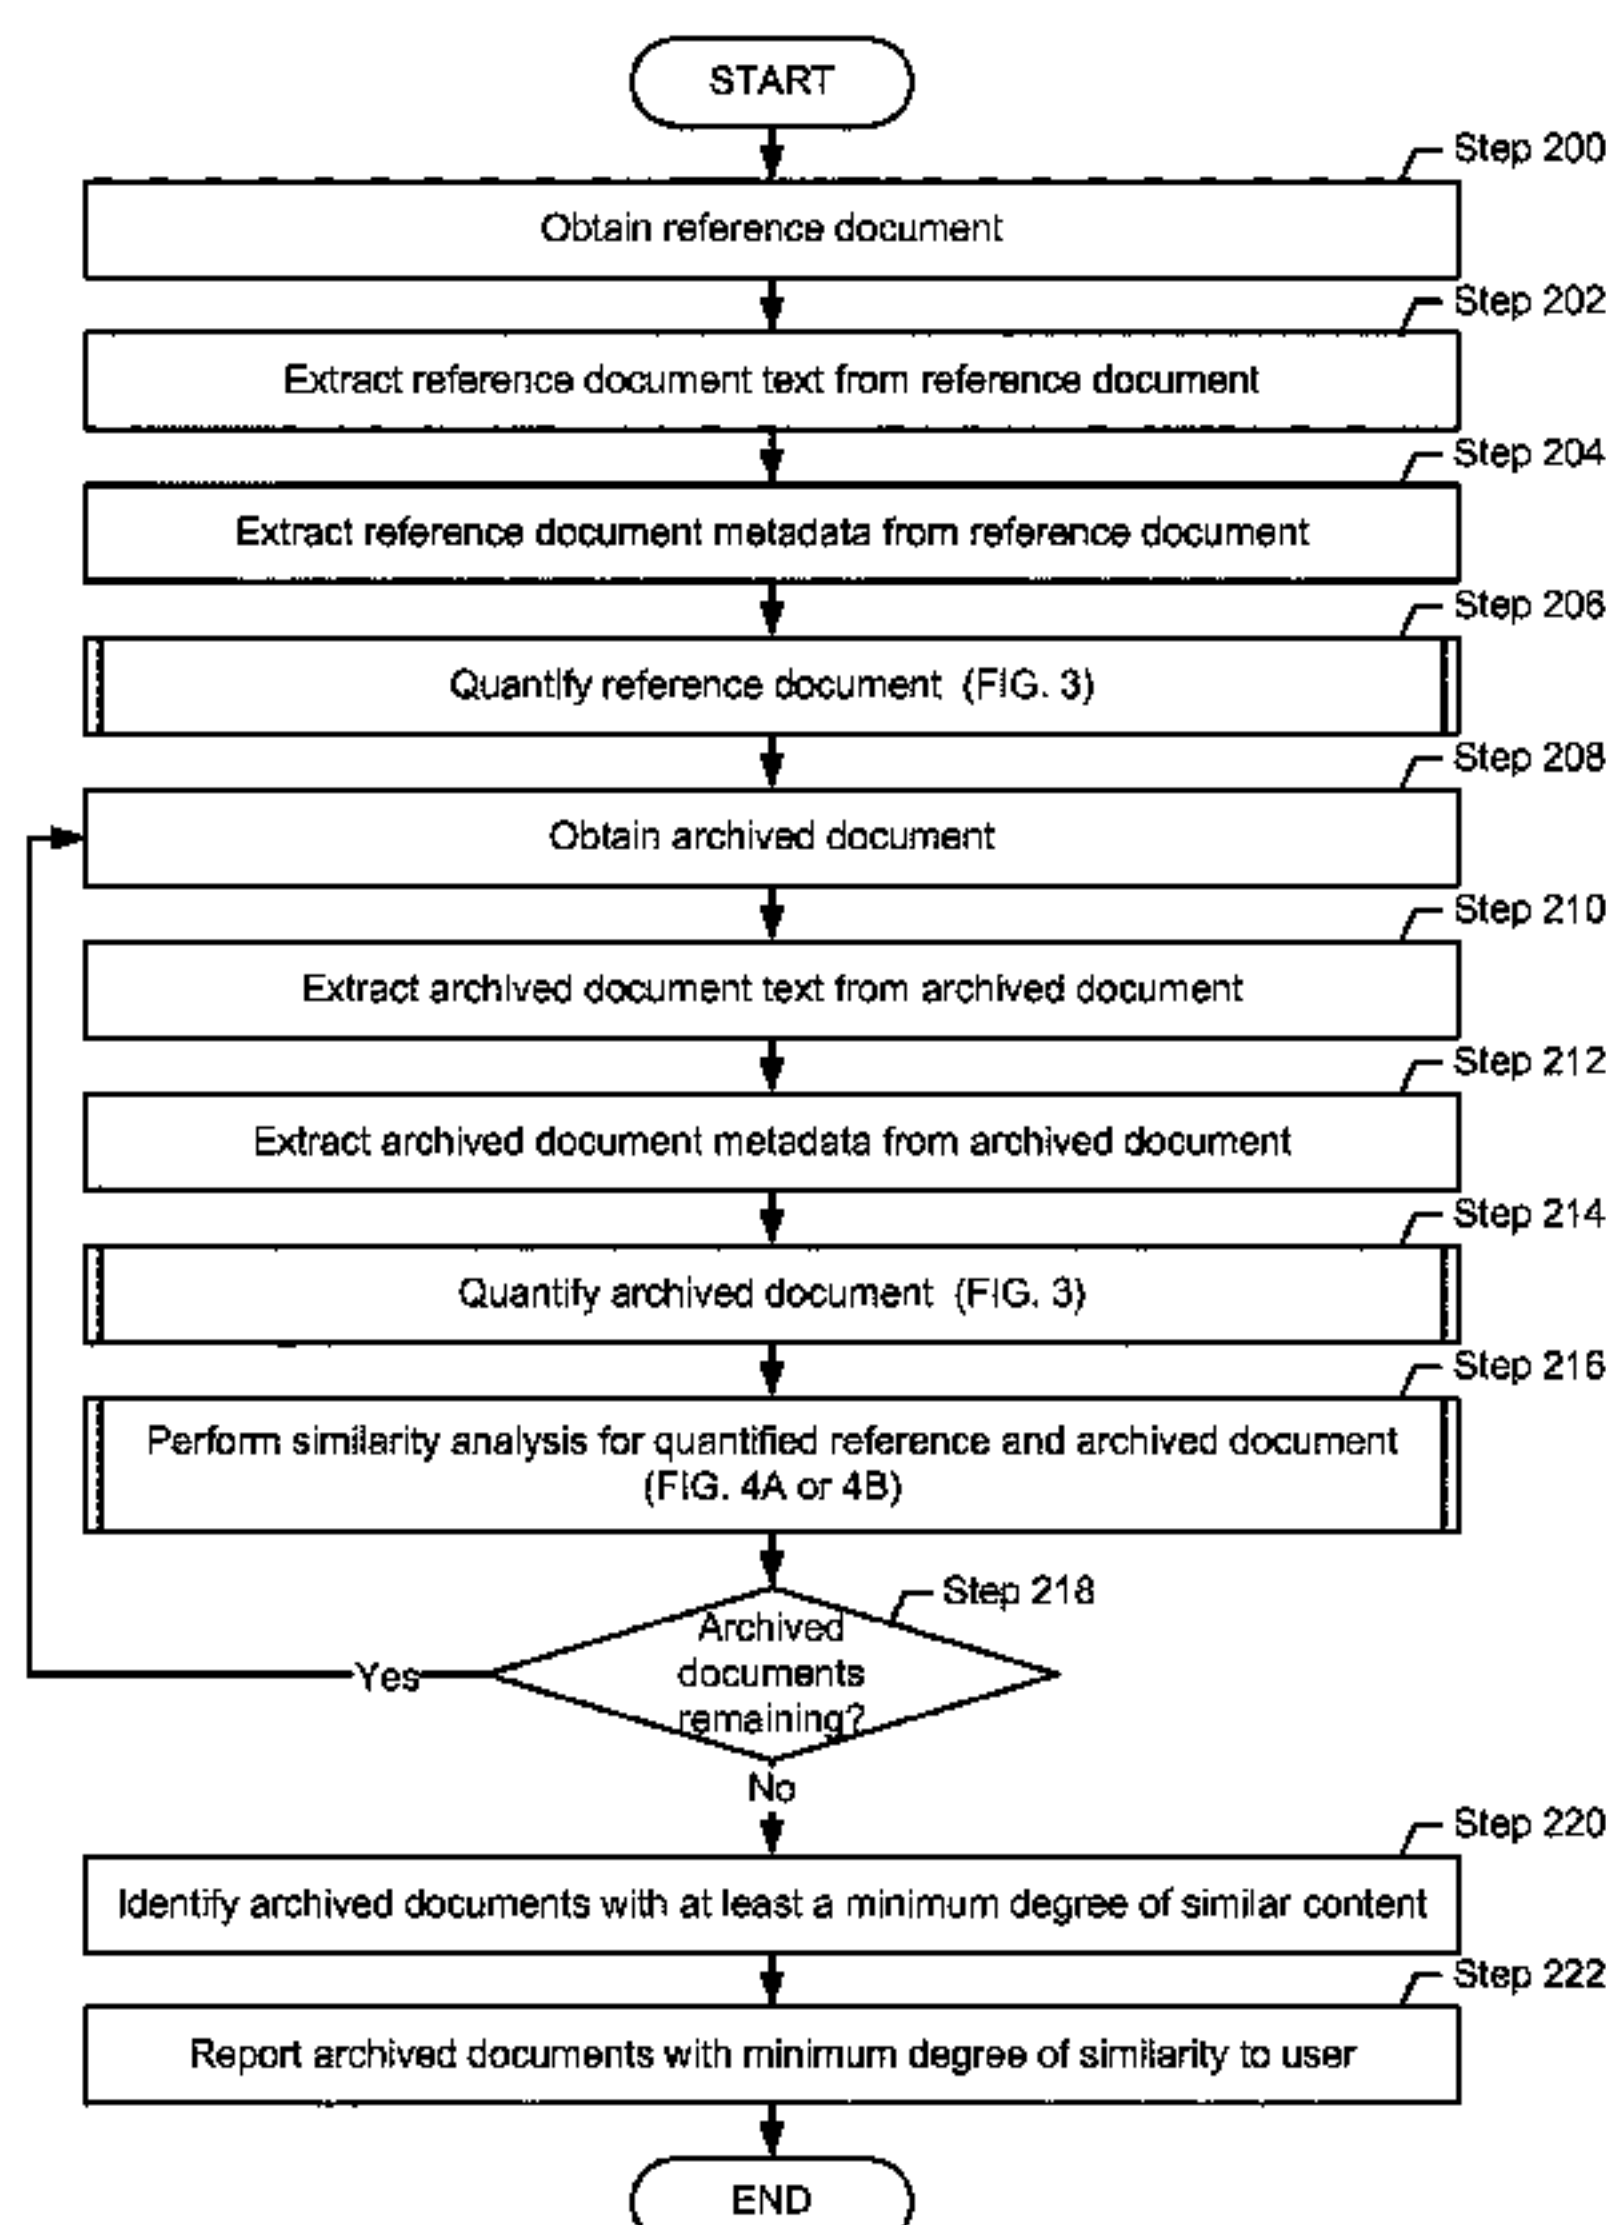 START
Step 200
Obtain reference document
Step 202
Extract reference document text from reference document
Step 204
Extract reference document metadata from reference document
Step 206
Quantify reference document (FIG. 3)
Step 208
Obtain archived document
Step 210
Extract archived document text from archived document
Step 212
Extract archived document metadata from archived document
Step 214
Quantify archived document (FIG. 3)
Step 216
Perform similarity analysis for quantified reference and archived document
(FIG. 4A or 4B)
Step 218
Archived
documents
remaining?
Yes
No
Step 220
Identify archived documents with at least a minimum degree of similar content
Step 222
Report archived documents with minimum degree of similarity to user
END